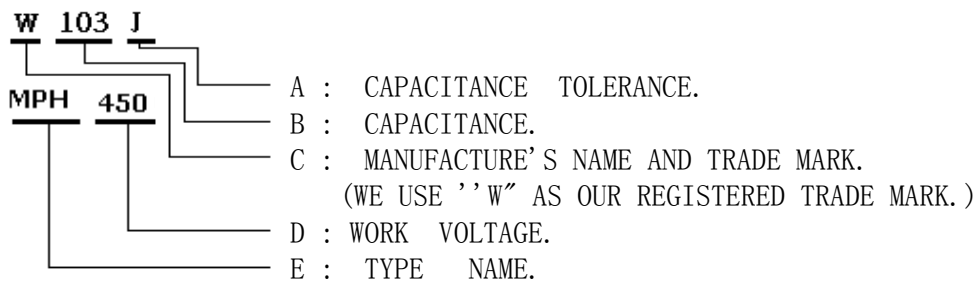 W 103 J
A : CAPACITANCE TOLERANCE.
MPH 450
B : CAPACITANCE.
C : MANUFACTURE'S NAME AND TRADE MARK.
(WE USE ''W" AS OUR REGISTERED TRADE MARK.)
D : WORK VOLTAGE.
E : TYPE NAME.